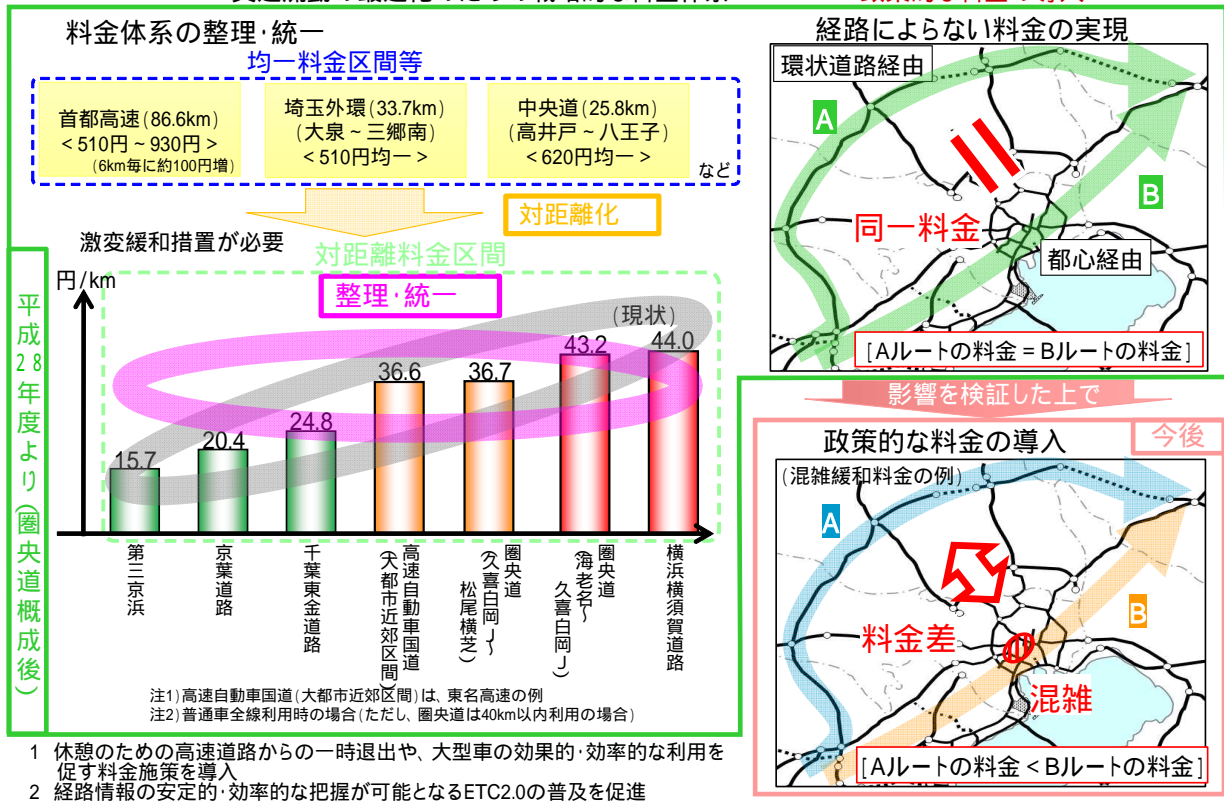 料金体系の整理・統一
均一料金区間等
首都高速(86.6km)
<510円～930円>
(6km毎に約100円増)
埼玉外環(33.7km)
(大泉～三郷南)
<510円均一>
中央道(25.8km)
(高井戸～八王子)
<620円均一>
など
対距離化
激変緩和措置が必要
対距離料金区間
円/km
整理・統一
(現状)
平成28年度より(圏央道概成後)
15.7
20.4
24.8
36.6
36.7
43.2
44.0
第三京浜
京葉道路
千葉東金道路
高速自動車国道
(大都市近郊区間)
圏央道
(久喜白岡J～
松尾横芝)
圏央道
(海老名～
久喜白岡J)
横浜横須賀道路
注1)高速自動車国道(大都市近郊区間)は、東名高速の例
注2)普通車全線利用時の場合(ただし、圏央道は40km以内利用の場合)
1 休憩のための高速道路からの一時退出や、大型車の効果的・効率的な利用を
促す料金施策を導入
2 経路情報の安定的・効率的な把握が可能となるETC2.0の普及を促進
経路によらない料金の実現
環状道路経由
A
B
同一料金
都心経由
[Aルートの料金=Bルートの料金]
影響を検証した上で
今後
政策的な料金の導入
(混雑緩和料金の例)
A
B
料金差
混雑
[Aルートの料金<Bルートの料金]